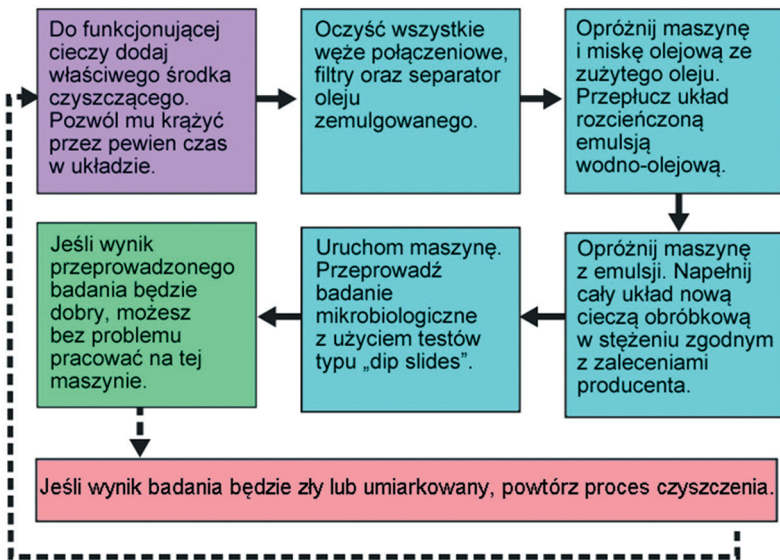 Do funkcjonującej
cieczy dodaj
właściwego środka
czyszczącego.
Pozwól mu krążyć
przez pewien czas
w układzie.
Oczyść wszystkie
węże połączeniowe,
filtry oraz separator
oleju
zemulgowanego.
Opróżnij maszynę
i miskę olejową ze
zużytego oleju.
Przepłucz układ
rozcieńczoną
emulsją
wodno-olejową.
Opróżnij maszynę
z emulsji. Napełnij
cały układ nową
cieczą obróbkową
w stężeniu zgodnym
z zaleceniami
producenta.
Uruchom maszynę.
Przeprowadź
badanie
mikrobiologiczne
z użyciem testów
typu „dip slides”.
Jeśli wynik
przeprowadzonego
badania będzie
dobry, możesz
bez problemu
pracować na tej
maszynie.
Jeśli wynik badania będzie zły lub umiarkowany, powtórz proces czyszczenia.